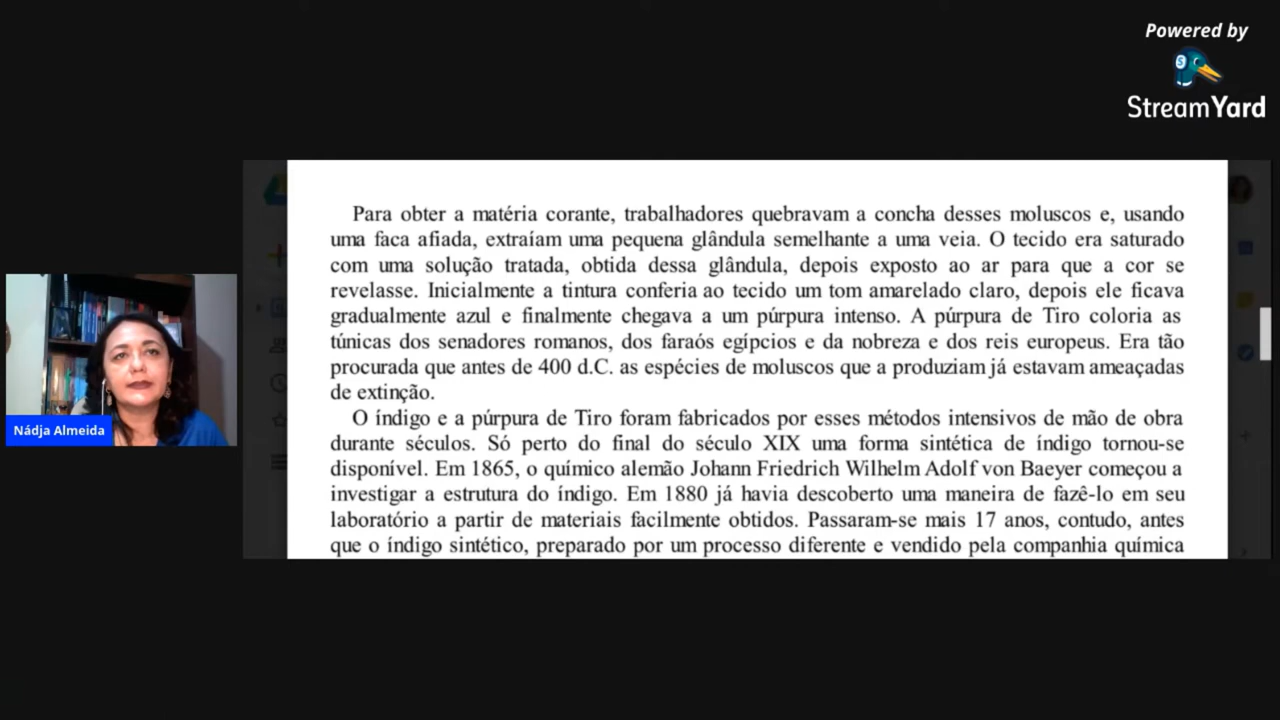 Powered by
StreamYard
Para obter a matéria corante, trabalhadores quebravam a concha desses moluscos e, usando
uma faca afiada, extraíam uma pequena glândula semelhante a uma veia. O tecido era saturado
com uma solução tratada, obtida dessa glândula, depois exposto ao ar para que a cor se
revelasse. Inicialmente a tintura conferia ao tecido um tom amarelado claro, depois ele ficava
gradualmente azul e finalmente chegava a um púrpura intenso. A púrpura de Tiro coloria as
túnicas dos senadores romanos, dos faraós egípcios e da nobreza e dos reis europeus. Era tão
procurada que antes de 400 d.C. as espécies de moluscos que a produziam já estavam ameaçadas
de extinção.
O índigo e a púrpura de Tiro foram fabricados por esses métodos intensivos de mão de obra
durante séculos. Só perto do final do século XIX uma forma sintética de índigo tornou-se
disponível. Em 1865, o químico alemão Johann Friedrich Wilhelm Adolf von Baeyer começou a
investigar a estrutura do índigo. Em 1880 já havia descoberto uma maneira de fazê-lo em seu
laboratório a partir de materiais facilmente obtidos. Passaram-se mais 17 anos, contudo, antes
que o índigo sintético, preparado por um processo diferente e vendido pela companhia química
Nádja Almeida